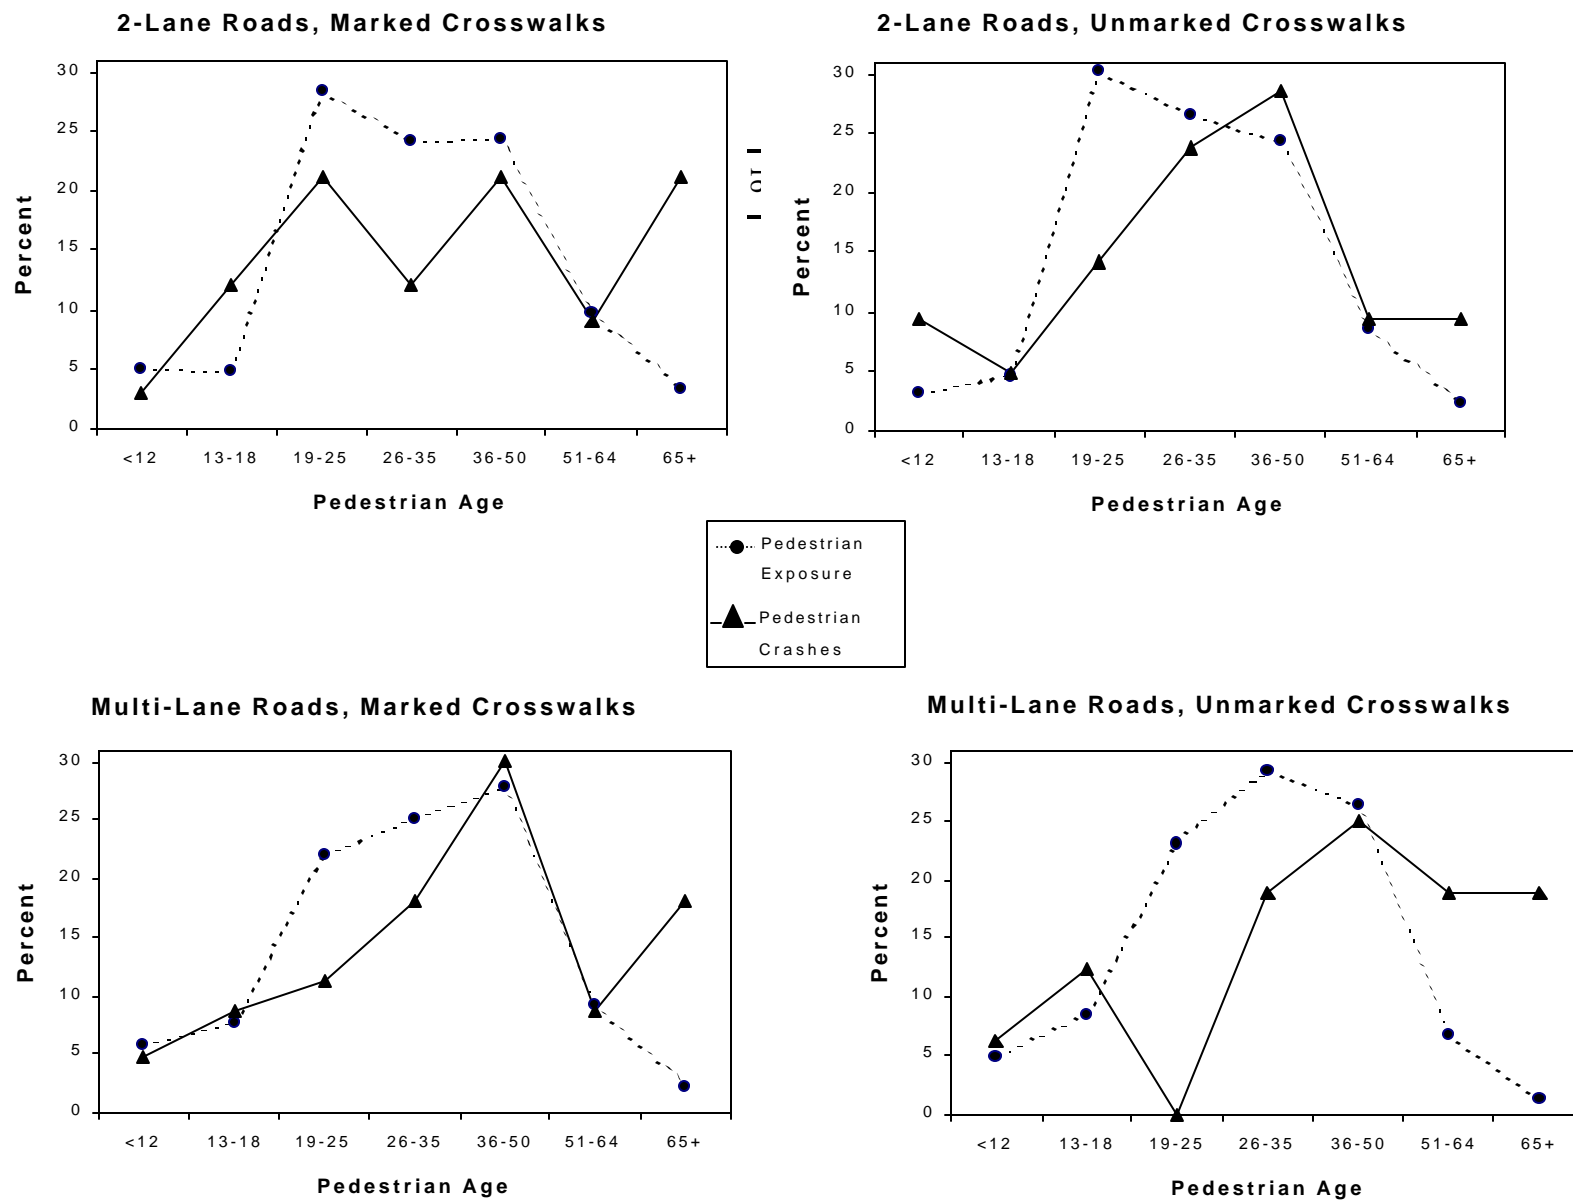 2-Lane Roads, Marked Crosswalks
30
25
20
15
10
5
0
Percent
<12 13-18 19-25 26-35 36-50 51-64 65+
Pedestrian Age
2-Lane Roads, Unmarked Crosswalks
30
25
20
15
10
5
0
Percent
<12 13-18 19-25 26-35 36-50 51-64 65+
Pedestrian Age
Pedestrian
Exposure
Pedestrian
Crashes
Multi-Lane Roads, Marked Crosswalks
30
25
20
15
10
5
0
Percent
<12 13-18 19-25 26-35 36-50 51-64 65+
Pedestrian Age
Multi-Lane Roads, Unmarked Crosswalks
30
25
20
15
10
5
0
Percent
<12 13-18 19-25 26-35 36-50 51-64 65+
Pedestrian Age